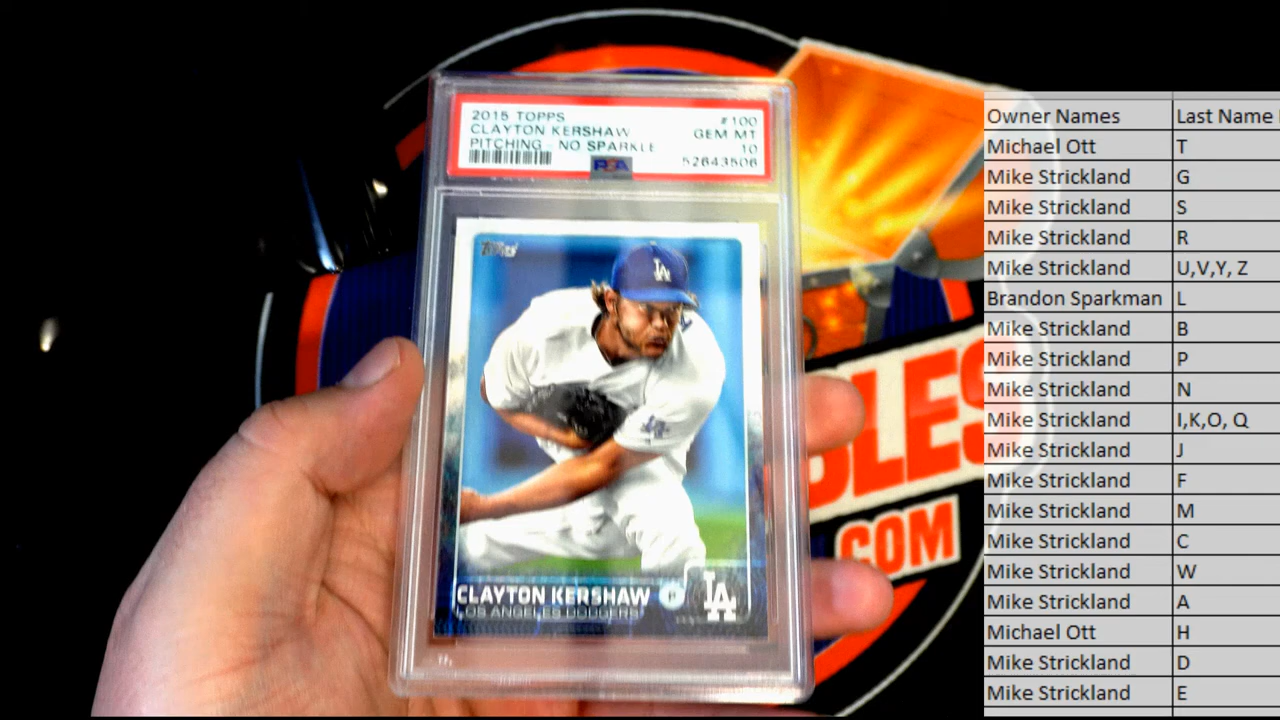 2015 TOPPS #100
CLAYTON KERSHAW GEM MT
PITCHING - NO SPARKLE 10
PSA 52643506
Topps
LA
CLAYTON KERSHAW P
LOS ANGELES DODGERS
LA
.COM
Owner Names Last Name
Michael Ott T
Mike Strickland G
Mike Strickland S
Mike Strickland R
Mike Strickland U,V,Y, Z
Brandon Sparkman L
Mike Strickland B
Mike Strickland P
Mike Strickland N
Mike Strickland I,K,O, Q
Mike Strickland J
Mike Strickland F
Mike Strickland M
Mike Strickland C
Mike Strickland W
Mike Strickland A
Michael Ott H
Mike Strickland D
Mike Strickland E